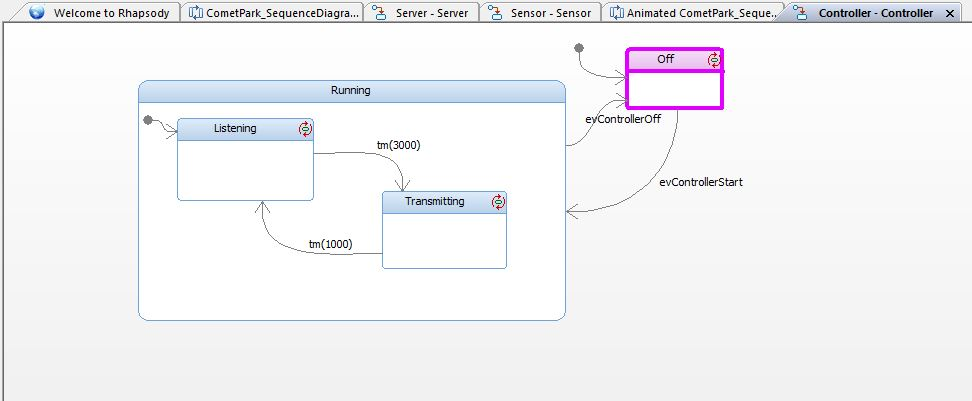 Welcome to Rhapsody
CometPark_SequenceDiagra...
Server - Server
Sensor - Sensor
Animated CometPark_Seque...
Controller - Controller
Off
Running
evControllerOff
Listening
tm(3000)
evControllerStart
Transmitting
tm(1000)